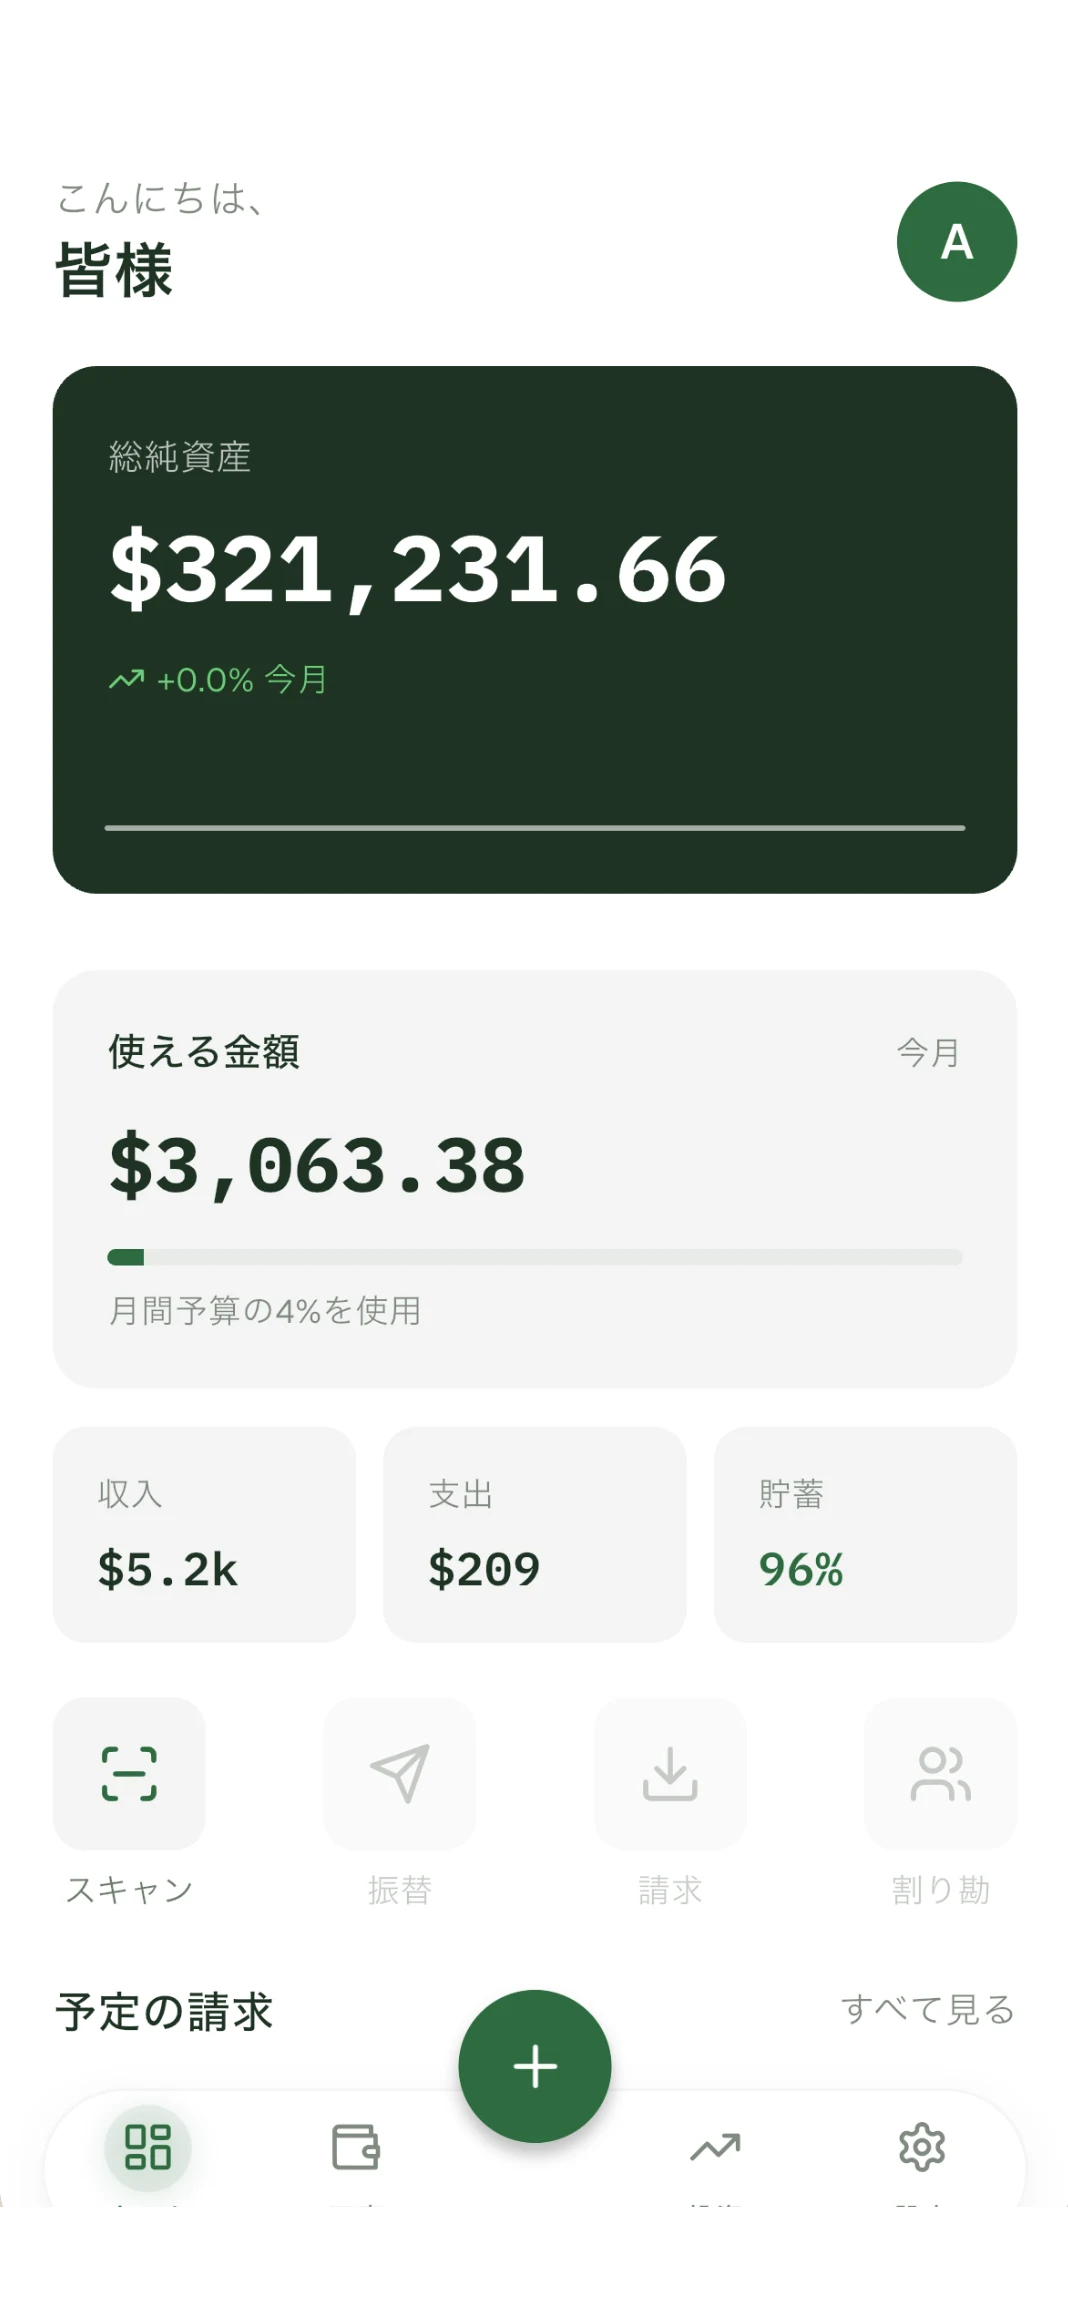 こんにちは、
皆様
A
総純資産
$321,231.66
+0.0% 今月
使える金額
今月
$3,063.38
月間予算の4%を使用
収入
支出
貯蓄
$5.2k
$209
96%
スキャン
振替
請求
割り勘
予定の請求
すべて見る